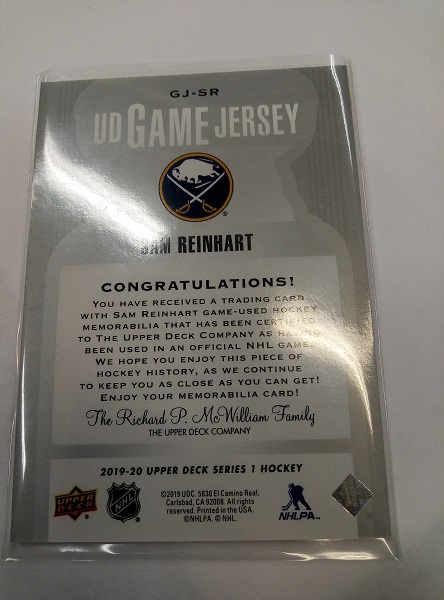 GJ-SR
UD GAME JERSEY
SAM REINHART
CONGRATULATIONS!
YOU HAVE RECEIVED A TRADING CARD
WITH SAM REINHART GAME-USED HOCKEY
MEMORABILIA THAT HAS BEEN CERTIFIED
TO THE UPPER DECK COMPANY AS HAVING
BEEN USED IN AN OFFICIAL NHL GAME.
WE HOPE YOU ENJOY THIS PIECE OF
HOCKEY HISTORY, AS WE CONTINUE
TO KEEP YOU AS CLOSE AS YOU CAN GET!
ENJOY YOUR MEMORABILIA CARD!
The Richard P. McWilliam Family
THE UPPER DECK COMPANY
2019-20 UPPER DECK SERIES 1 HOCKEY
UPPER DECK
NHL
©2019 UDC. 5830 El Camino Real,
Carlsbad, CA 92008. All rights
reserved. Printed in the USA.
©NHLPA. © NHL.
NHLPA